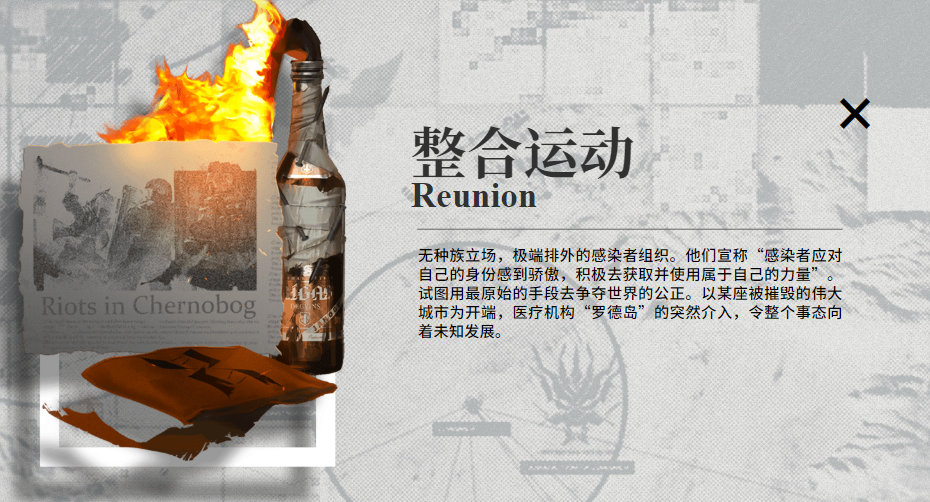 整合运动
Reunion
无种族立场，极端排外的感染者组织。他们宣称“感染者应对
自己的身份感到骄傲，积极去获取并使用属于自己的力量”。
试图用最原始的手段去争夺世界的公正。以某座被摧毁的伟大
城市为开端，医疗机构“罗德岛”的突然介入，令整个事态向
着未知发展。
Riots in Chernobog